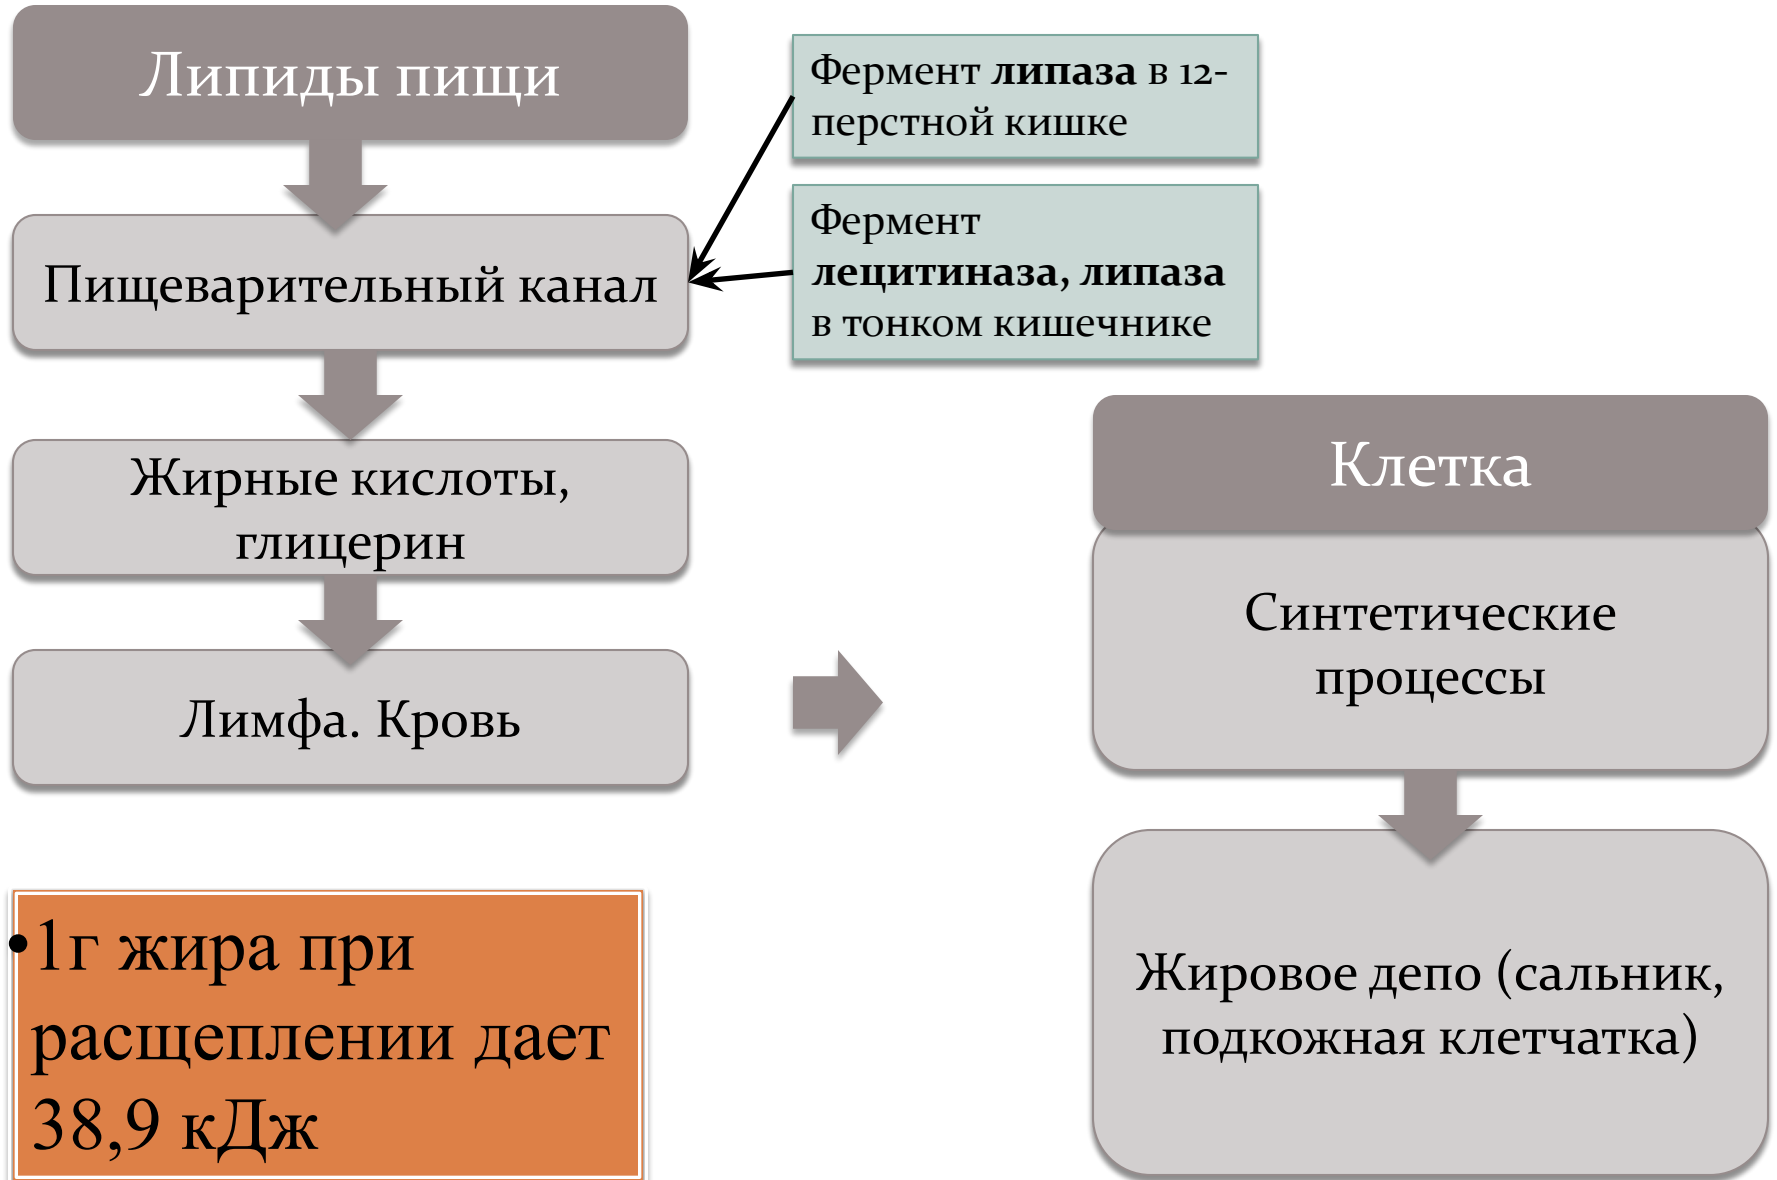 Липиды пищи
Фермент липаза в 12-
перстной кишке
Пищеварительный канал
Фермент
лецитиназа, липаза
в тонком кишечнике
Жирные кислоты,
глицерин
Лимфа. Кровь
Клетка
Синтетические
процессы
Жировое депо (сальник,
подкожная клетчатка)
•1г жира при
расщеплении дает
38,9 кДж